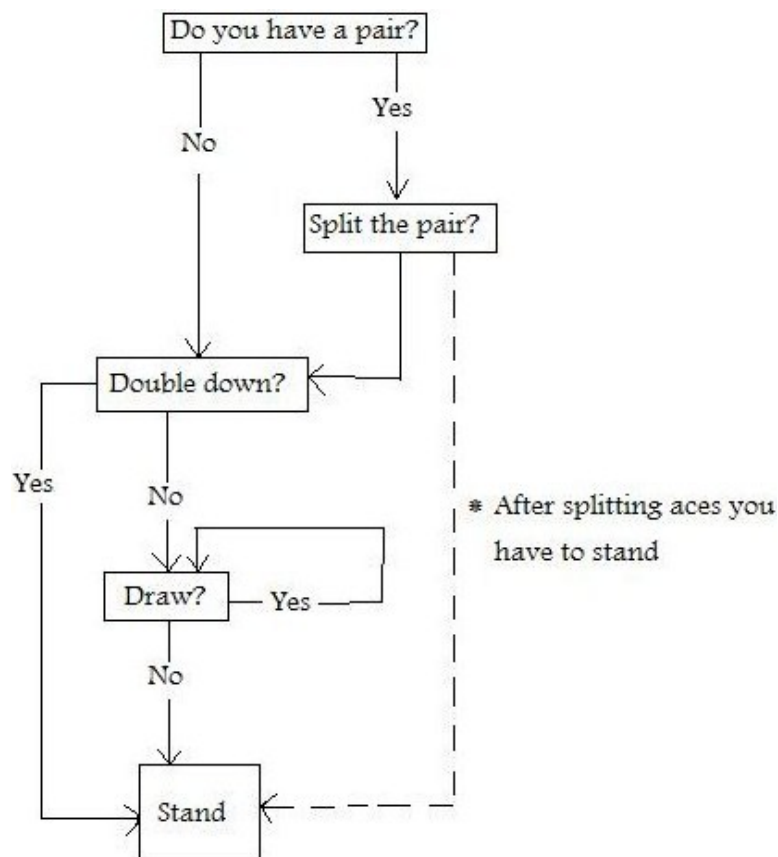 Do you have a pair?
Yes
No
Split the pair?
Double down?
Yes
No
* After splitting aces you
have to stand
Draw?
Yes
No
Stand